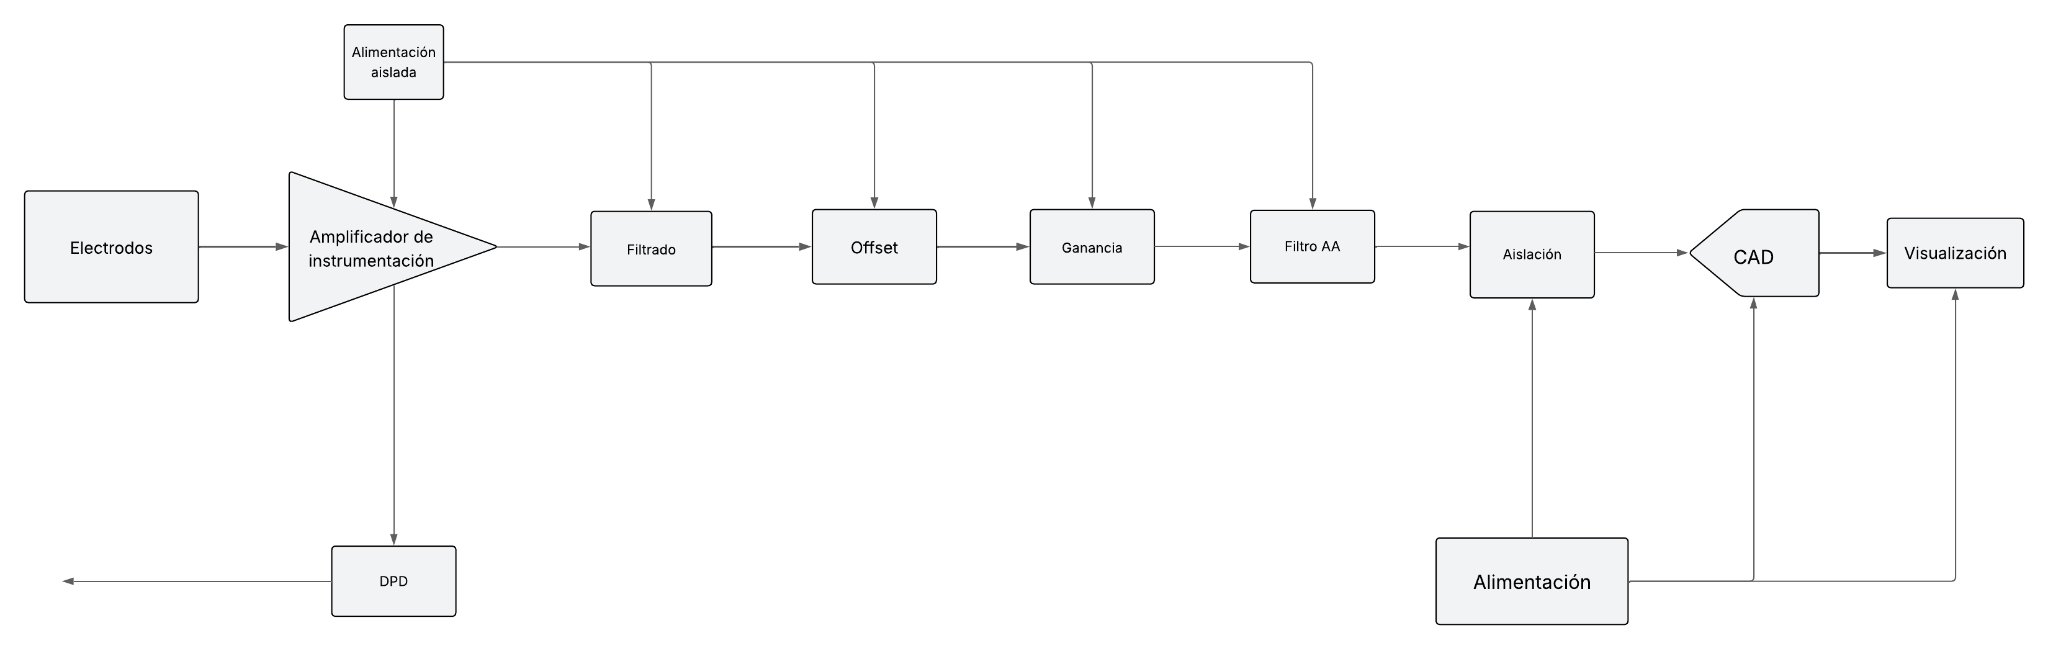 Alimentación
aislada
Electrodos
Amplificador de
instrumentación
Filtrado
Offset
Ganancia
Filtro AA
Aislación
CAD
Visualización
DPD
Alimentación